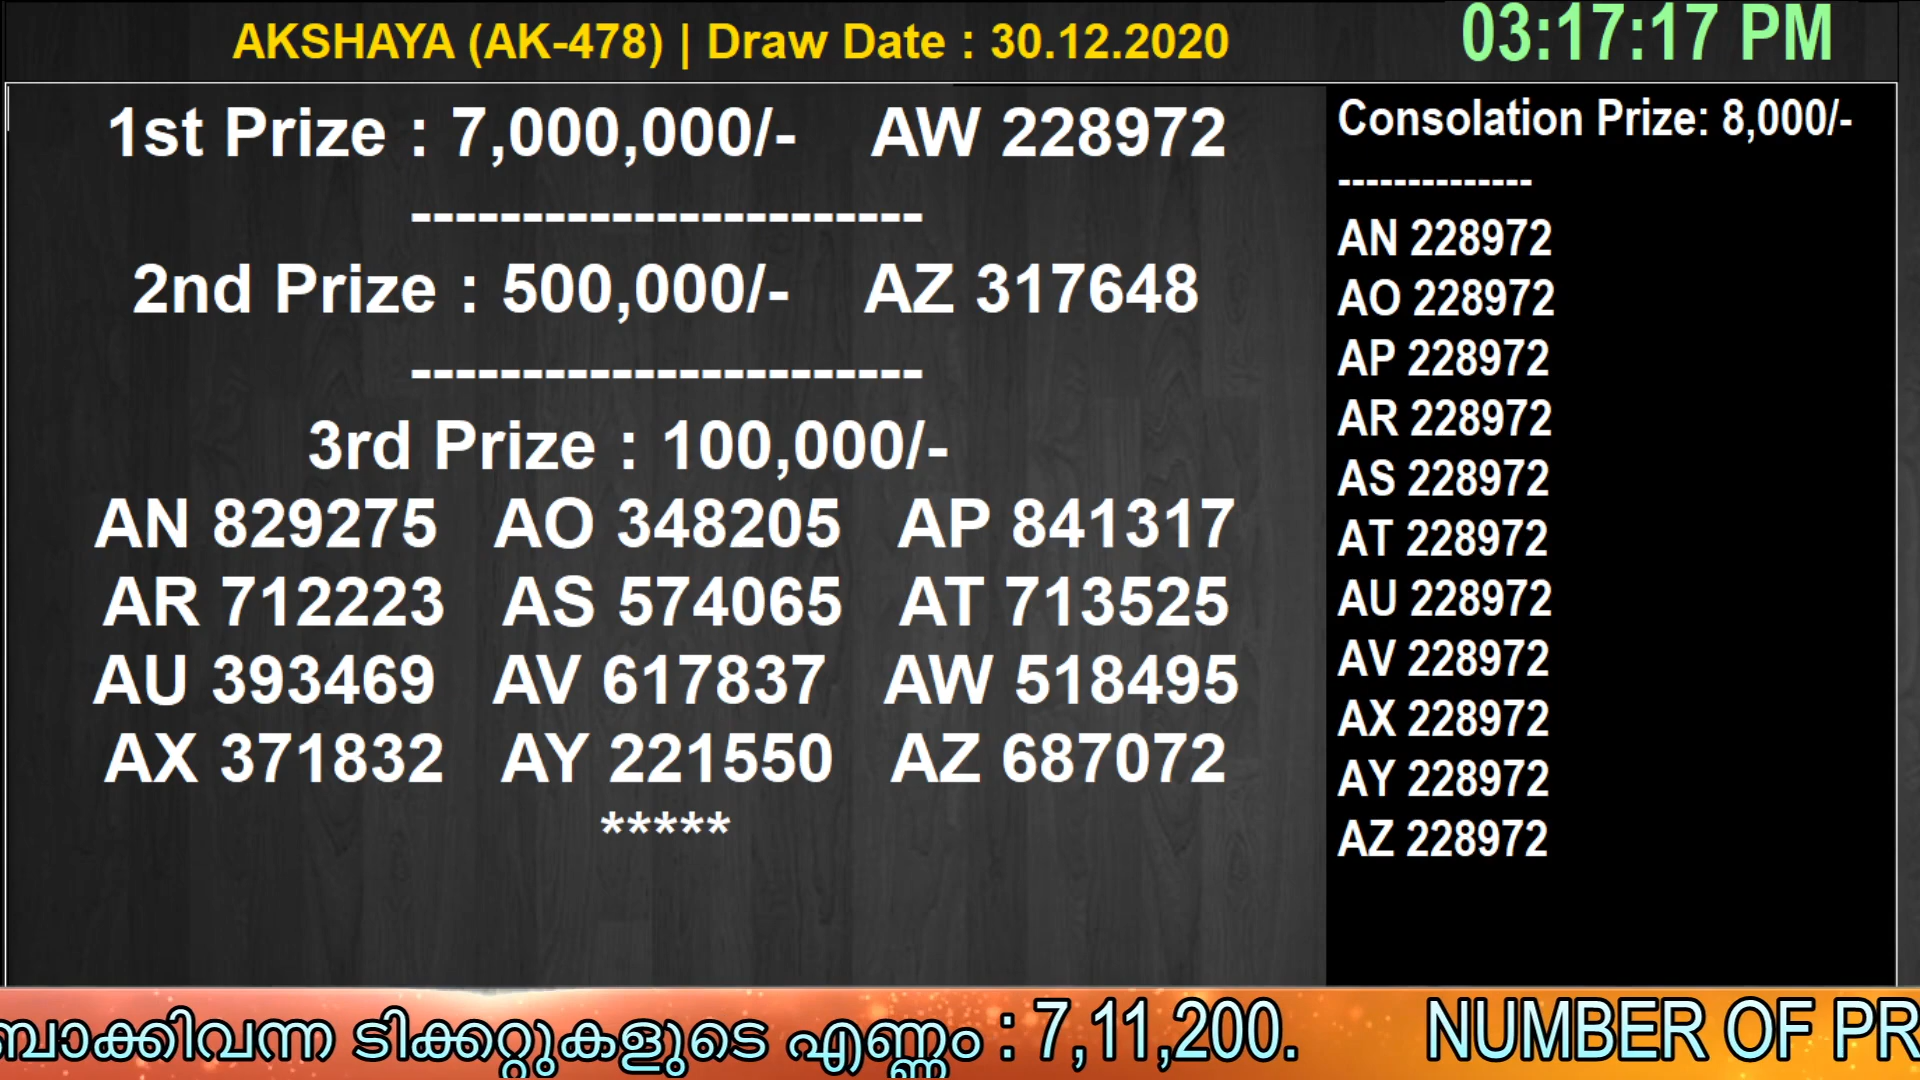 AKSHAYA (AK-478) | Draw Date : 30.12.2020
03:17:17 PM
1st Prize : 7,000,000/- AW 228972
-----------------------
2nd Prize : 500,000/- AZ 317648
-----------------------
3rd Prize : 100,000/-
AN 829275 AO 348205 AP 841317
AR 712223 AS 574065 AT 713525
AU 393469 AV 617837 AW 518495
AX 371832 AY 221550 AZ 687072
*****
Consolation Prize: 8,000/-
--------------
AN 228972
AO 228972
AP 228972
AR 228972
AS 228972
AT 228972
AU 228972
AV 228972
AX 228972
AY 228972
AZ 228972
ബാക്കിവന്ന ടിക്കറ്റുകളുടെ എണ്ണം : 7,11,200. NUMBER OF PR